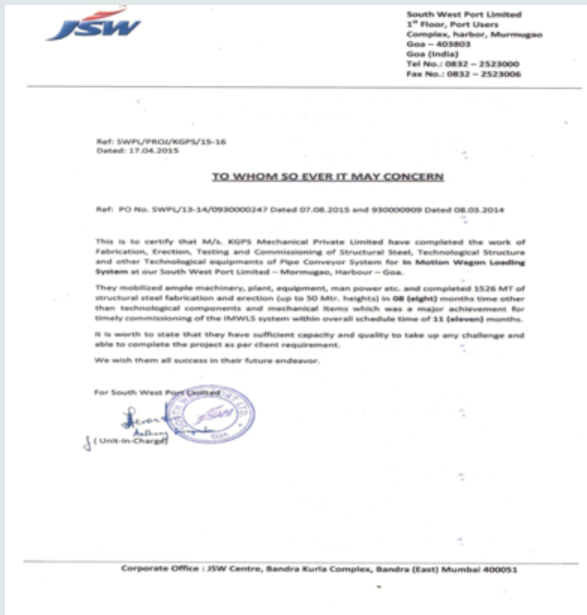 JSW
South West Port Limited
1st Floor, Port Users
Complex, harbor, Murmugao
Goa – 403803
Goa (India)
Tel No.: 0832 – 2523000
Fax No.: 0832 – 2523006
Ref: SWPL/PROJ/KGPS/15-16
Dated: 17.04.2015
TO WHOM SO EVER IT MAY CONCERN
Ref: PO No. SWPL/13-14/0930000247 Dated 07.08.2015 and 930000909 Dated 08.03.2014
This is to certify that M/s. KGPS Mechanical Private Limited have completed the work of
Fabrication, Erection, Testing and Commissioning of Structural Steel, Technological Structure
and other Technological equipments of Pipe Conveyor System for In Motion Wagon Loading
System at our South West Port Limited – Mormugao, Harbour – Goa.
They mobilized ample machinery, plant, equipment, man power etc. and completed 1526 MT of
structural steel fabrication and erection (up to 50 Mtr. heights) in 08 (eight) months time other
than technological components and mechanical items which was a major achievement for
timely commissioning of the IMWLS system within overall schedule time of 11 (eleven) months.
It is worth to state that they have sufficient capacity and quality to take up any challenge and
able to complete the project as per client requirement.
We wish them all success in their future endeavor.
For South West Port Limited
JSW
(Unit-In-Charge)
Corporate Office : JSW Centre, Bandra Kurla Complex, Bandra (East) Mumbai 400051